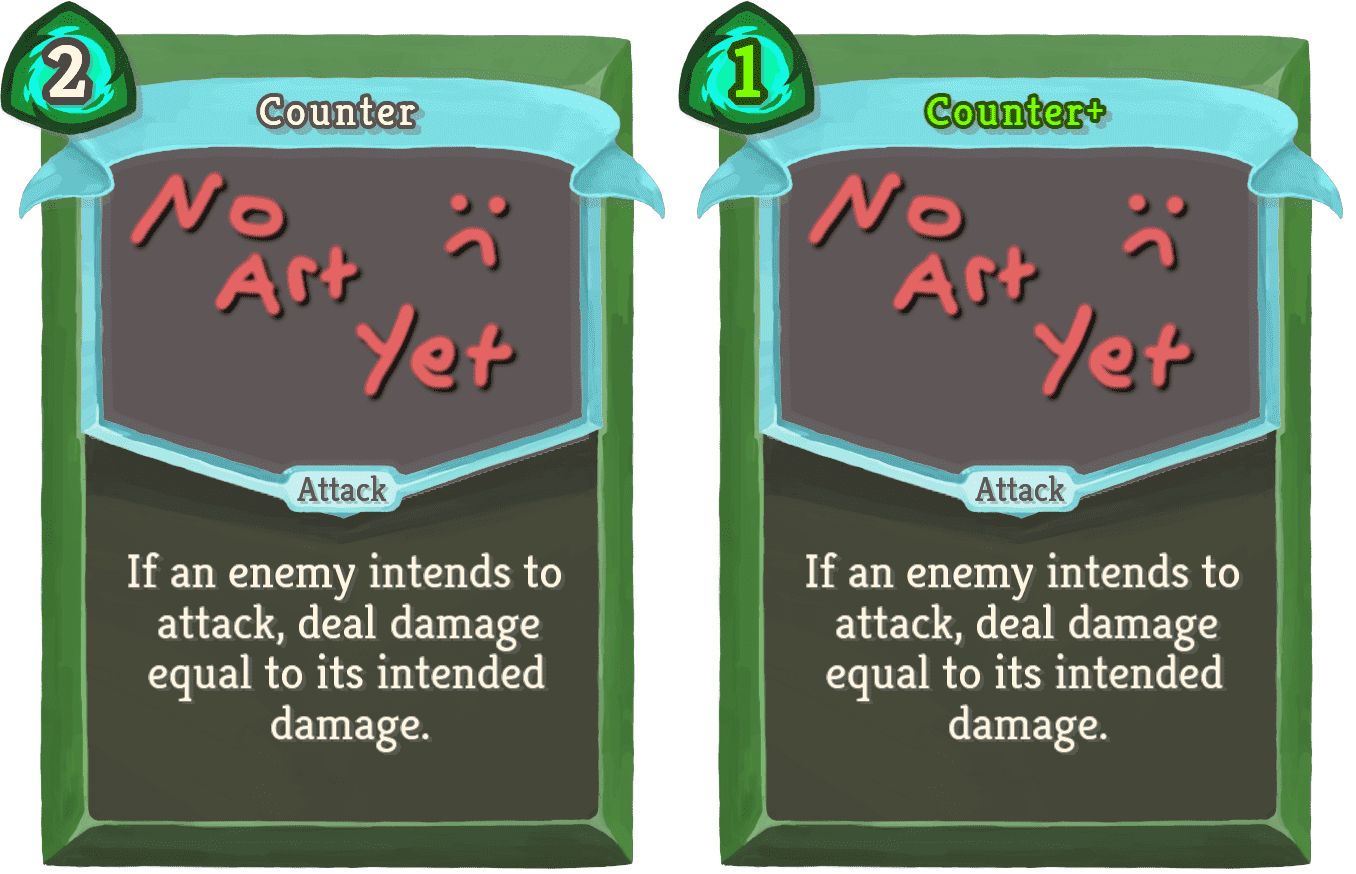 2
Counter
No
Art
Yet
Attack
If an enemy intends to
attack, deal damage
equal to its intended
damage.
1
Counter+
No
Art
Yet
Attack
If an enemy intends to
attack, deal damage
equal to its intended
damage.